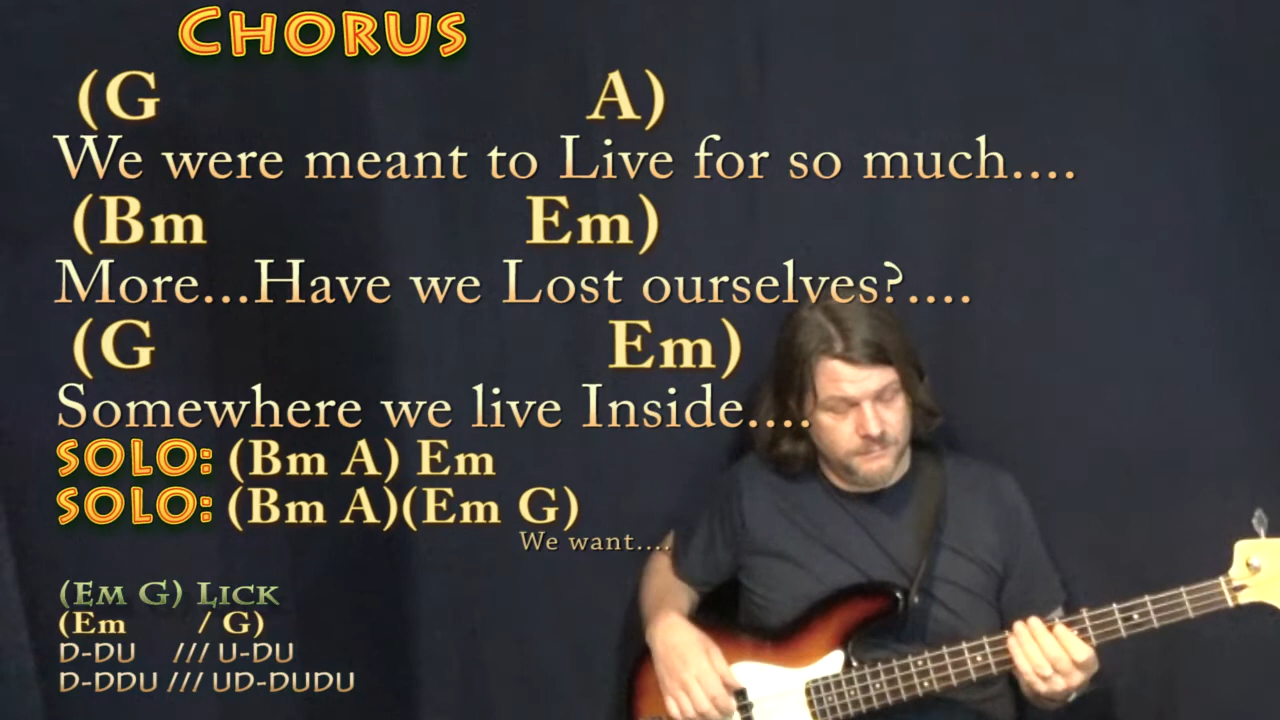 CHORUS
(G A)
We were meant to Live for so much....
(Bm Em)
More...Have we Lost ourselves?....
(G Em)
Somewhere we live Inside....
SOLO: (Bm A) Em
SOLO: (Bm A)(Em G)
We want....
(EM G) LICK
(Em / G)
D-DU /// U-DU
D-DDU /// UD-DUDU